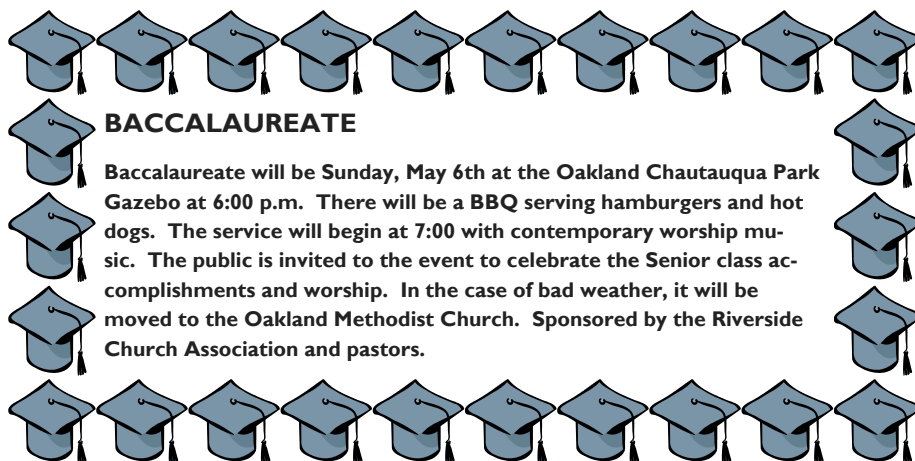 BACCALAUREATE
Baccalaureate will be Sunday, May 6th at the Oakland Chautauqua Park
Gazebo at 6:00 p.m.  There will be a BBQ serving hamburgers and hot
dogs.  The service will begin at 7:00 with contemporary worship mu-
sic.  The public is invited to the event to celebrate the Senior class ac-
complishments and worship.  In the case of bad weather, it will be
moved to the Oakland Methodist Church.  Sponsored by the Riverside
Church Association and pastors.